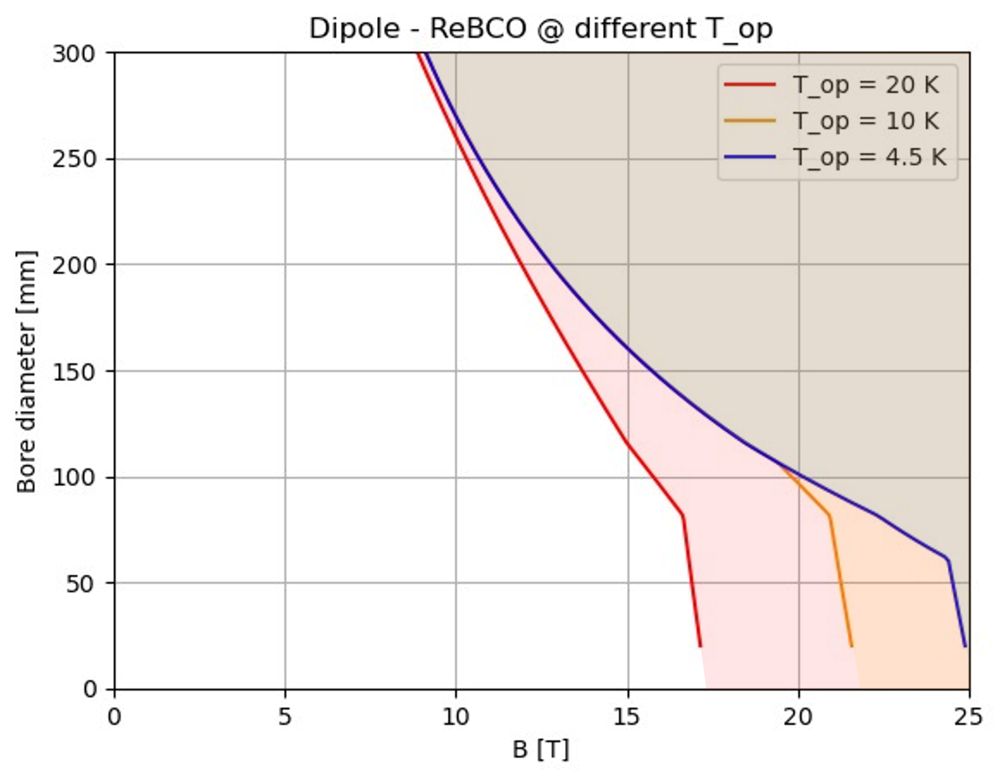 Dipole - ReBCO @ different T_op
300
250
200
150
100
50
0
Bore diameter [mm]
T_op = 20 K
T_op = 10 K
T_op = 4.5 K
0 5 10 15 20 25
B [T]